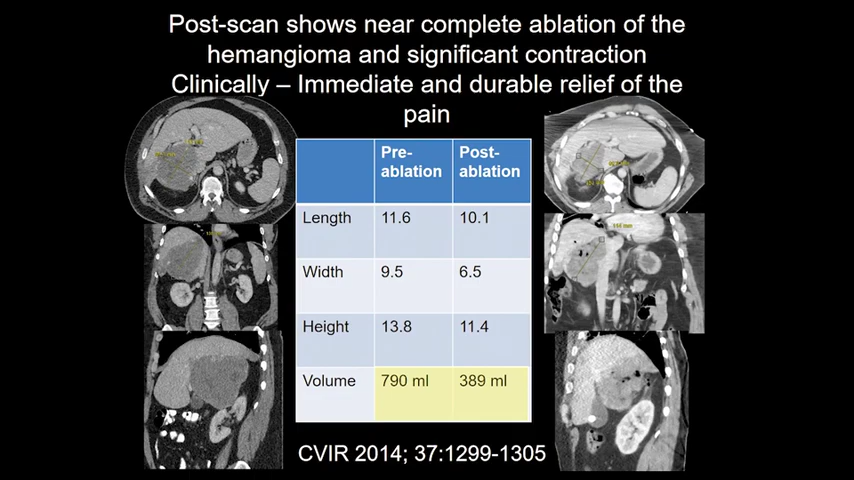 Post-scan shows near complete ablation of the
hemangioma and significant contraction
Clinically – Immediate and durable relief of the
pain
Pre-ablation Post-ablation
Length 11.6 10.1
Width 9.5 6.5
Height 13.8 11.4
Volume 790 ml 389 ml
CVIR 2014; 37:1299-1305